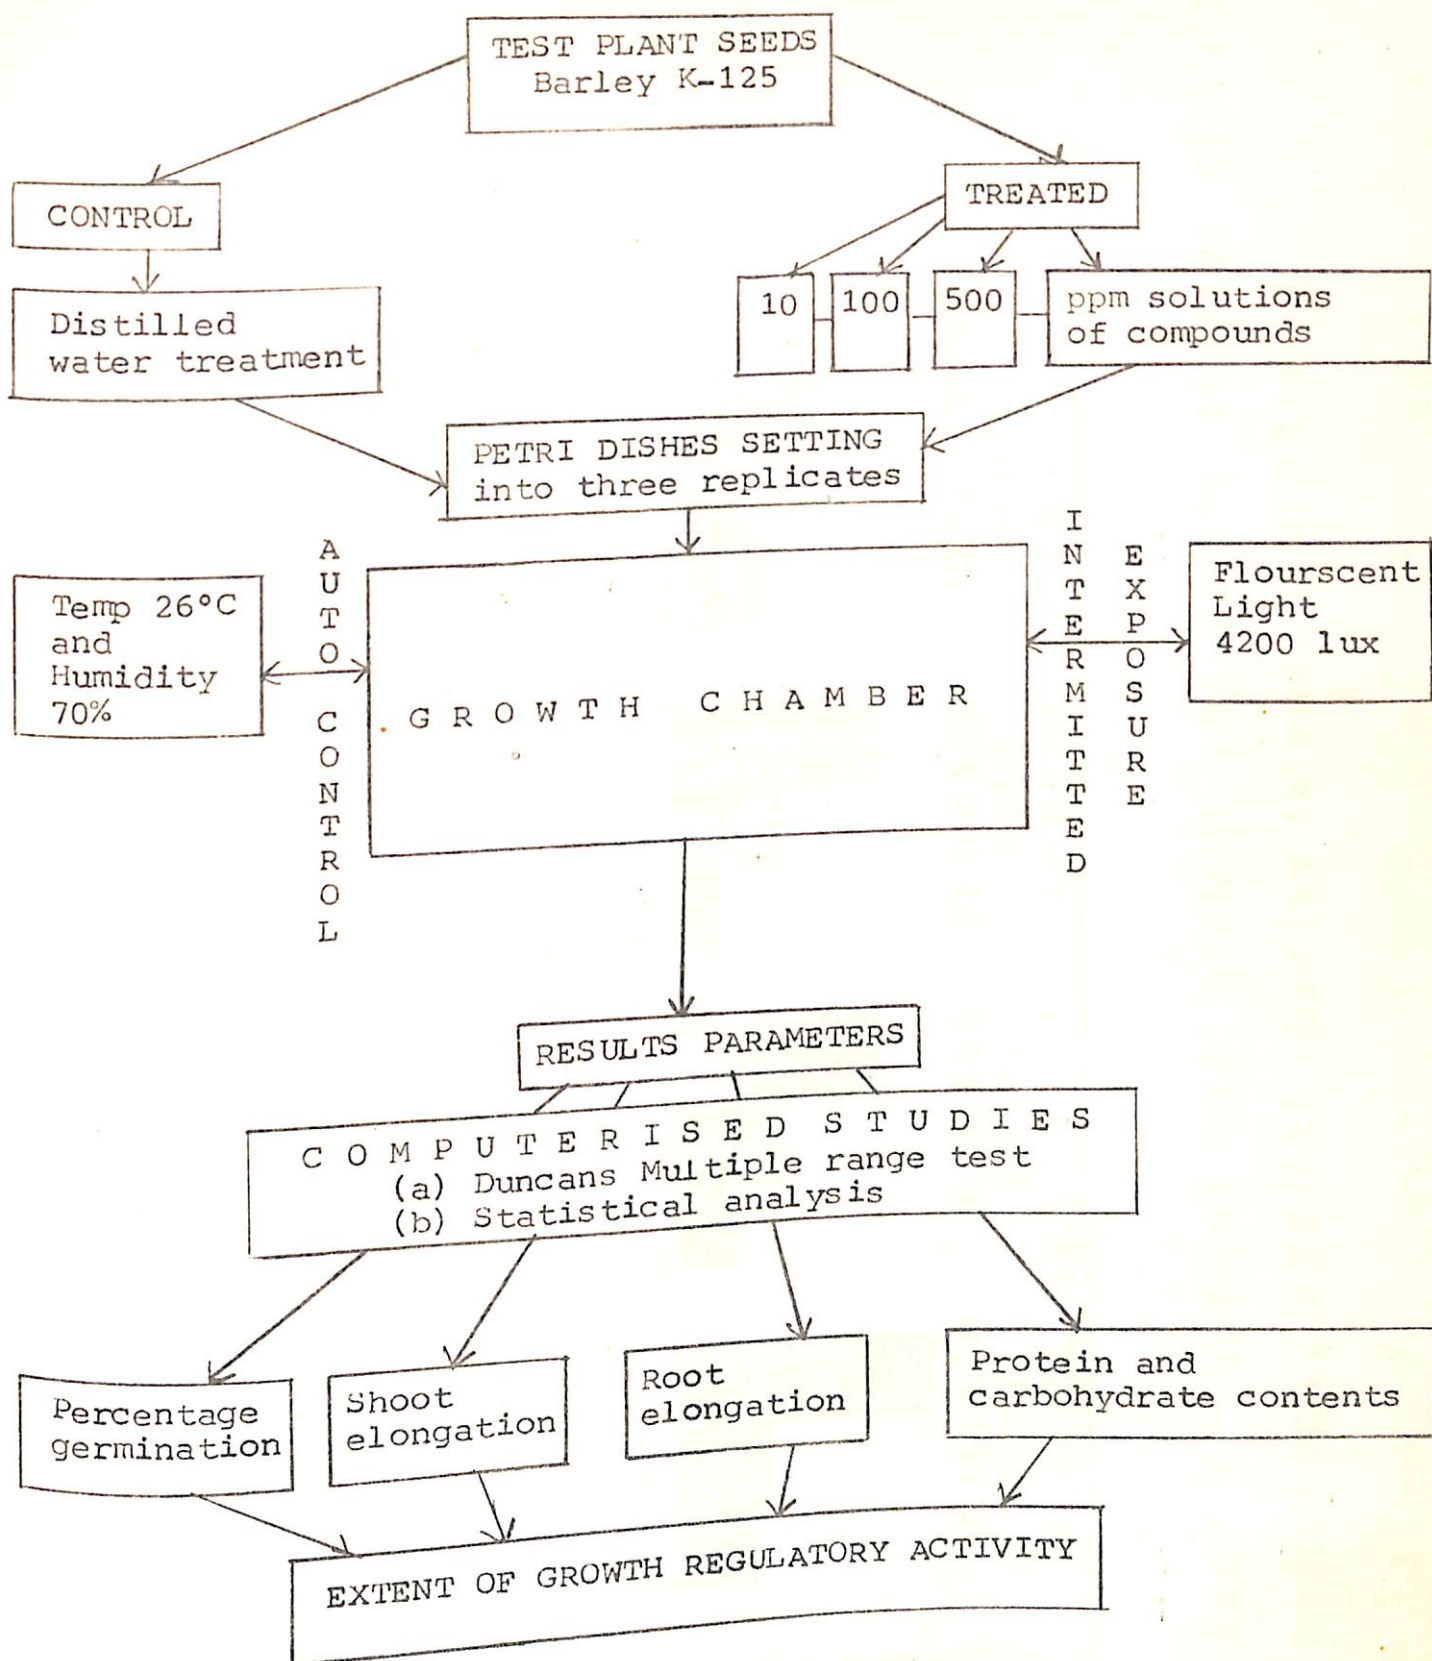 TEST PLANT SEEDS
Barley K-125
CONTROL
TREATED
Distilled
water treatment
10
100
500
ppm solutions
of compounds
PETRI DISHES SETTING
into three replicates
Temp 26°C
and
Humidity
70%
AUTO CONTROL
GROWTH CHAMBER
INTERMITTED
EXPOSURE
Flourscent
Light
4200 lux
RESULTS PARAMETERS
COMPUTERISED STUDIES
(a) Duncans Multiple range test
(b) Statistical analysis
Percentage
germination
Shoot
elongation
Root
elongation
Protein and
carbohydrate contents
EXTENT OF GROWTH REGULATORY ACTIVITY